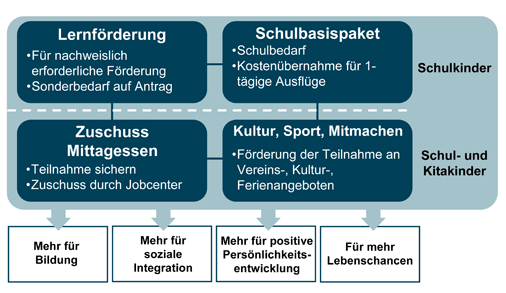 Lernförderung
• Für nachweislich
erforderliche Förderung
• Sonderbedarf auf Antrag
Schulbasispaket
• Schulbedarf
• Kostenübernahme für 1-
tägige Ausflüge
Schulkinder
Zuschuss
Mittagessen
• Teilnahme sichern
• Zuschuss durch Jobcenter
Kultur, Sport, Mitmachen
• Förderung der Teilnahme an
Vereins-, Kultur-,
Ferienangeboten
Schul- und
Kitakinder
Mehr für
Bildung
Mehr für
soziale
Integration
Mehr für positive
Persönlichkeits-
entwicklung
Für mehr
Lebenschancen